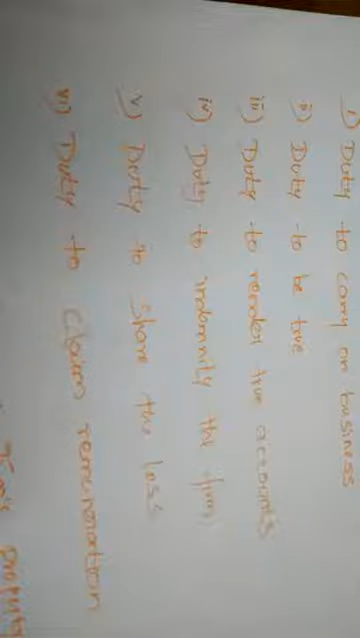 i) Duty to carry on business
ii) Duty to be true
iii) Duty to render true accounts
iv) Duty to indemnity the firm
v) Duty to share the loss
vi) Duty to claim remuneration